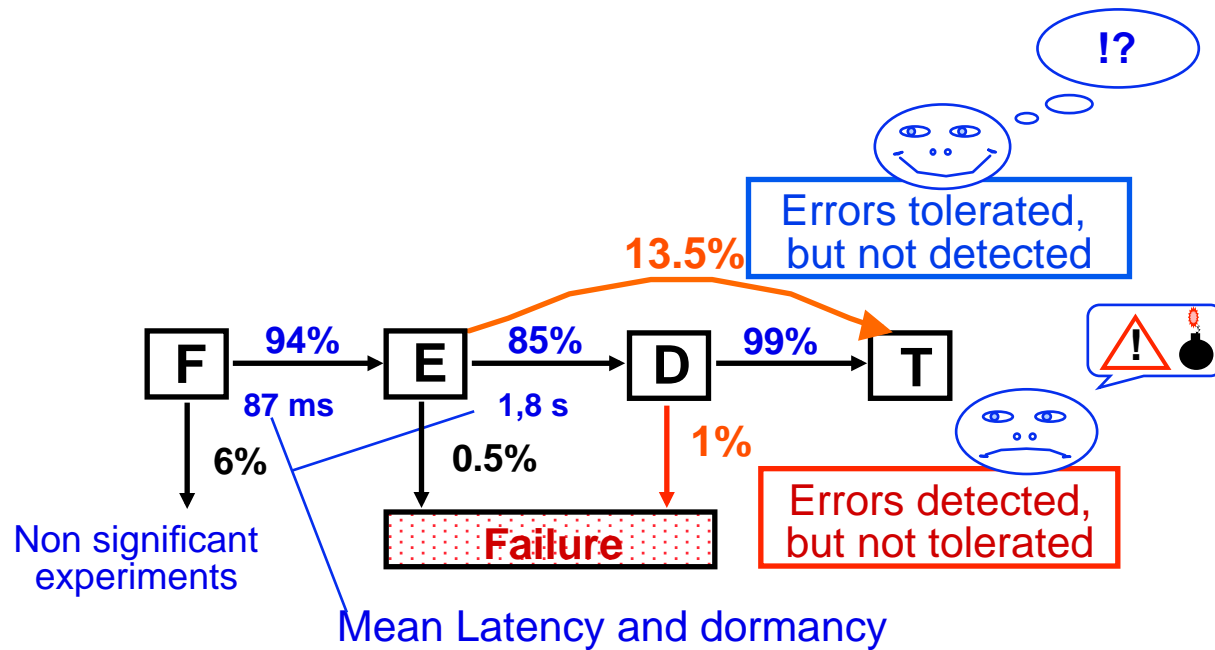 !?
Errors tolerated,
but not detected
13.5%
F
94%
E
85%
D
99%
T
!
87 ms
1,8 s
6%
0.5%
1%
Failure
Errors detected,
but not tolerated
Non significant
experiments
Mean Latency and dormancy